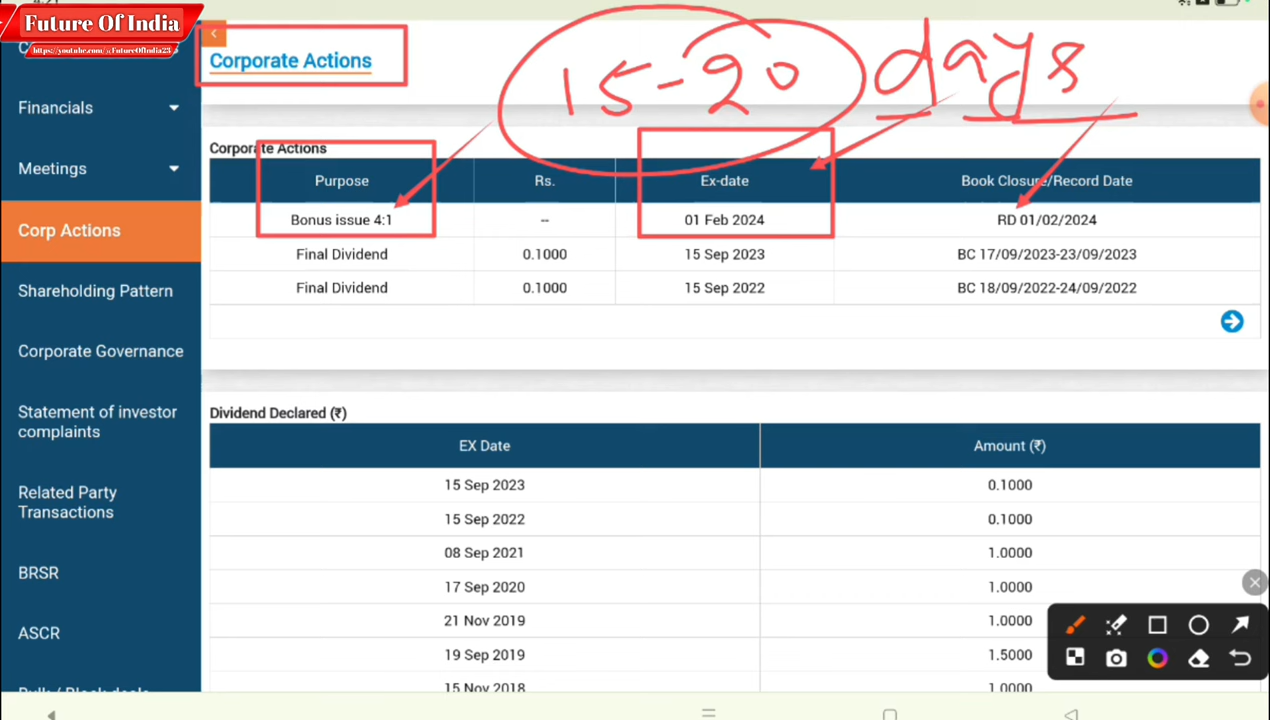 Future Of India
https://youtube.com/@FutureOfIndia23
Corporate Actions
15-20 days
Financials
Meetings
Corp Actions
Shareholding Pattern
Corporate Governance
Statement of investor
complaints
Related Party
Transactions
BRSR
ASCR
Bulk / Block deals
Corporate Actions
Purpose Rs. Ex-date Book Closure/Record Date
Bonus issue 4:1 -- 01 Feb 2024 RD 01/02/2024
Final Dividend 0.1000 15 Sep 2023 BC 17/09/2023-23/09/2023
Final Dividend 0.1000 15 Sep 2022 BC 18/09/2022-24/09/2022
Dividend Declared (₹)
EX Date Amount (₹)
15 Sep 2023 0.1000
15 Sep 2022 0.1000
08 Sep 2021 1.0000
17 Sep 2020 1.0000
21 Nov 2019 1.0000
19 Sep 2019 1.5000
15 Nov 2018 1.0000